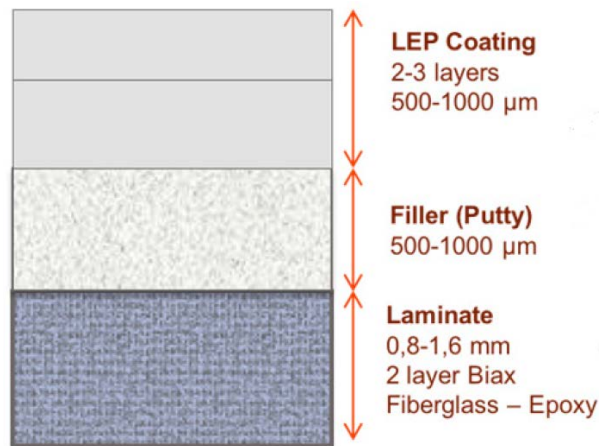 LEP Coating
2-3 layers
500-1000 µm
Filler (Putty)
500-1000 µm
Laminate
0,8-1,6 mm
2 layer Biax
Fiberglass – Epoxy